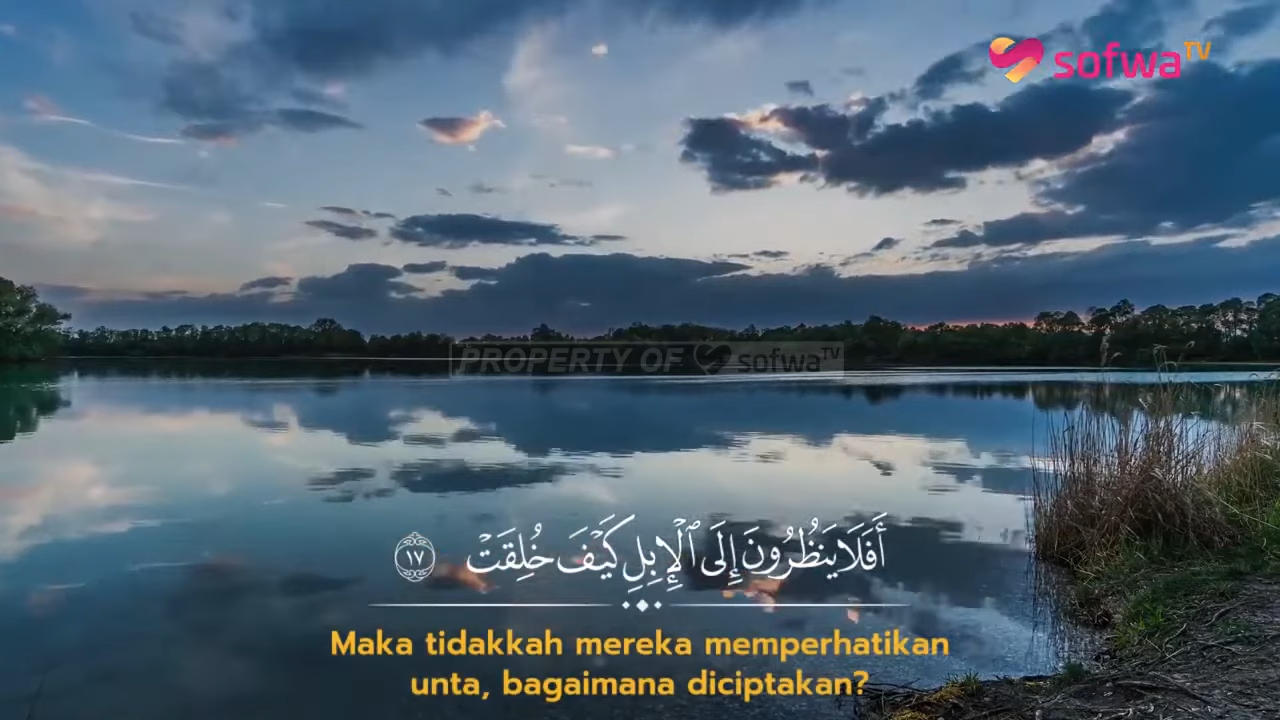 sofwaTV
PROPERTY OF sofwaTV
أَفَلَا يَنظُرُونَ إِلَى ٱلْإِبِلِ كَيْفَ خُلِقَتْ ١٧
Maka tidakkah mereka memperhatikan
unta, bagaimana diciptakan?